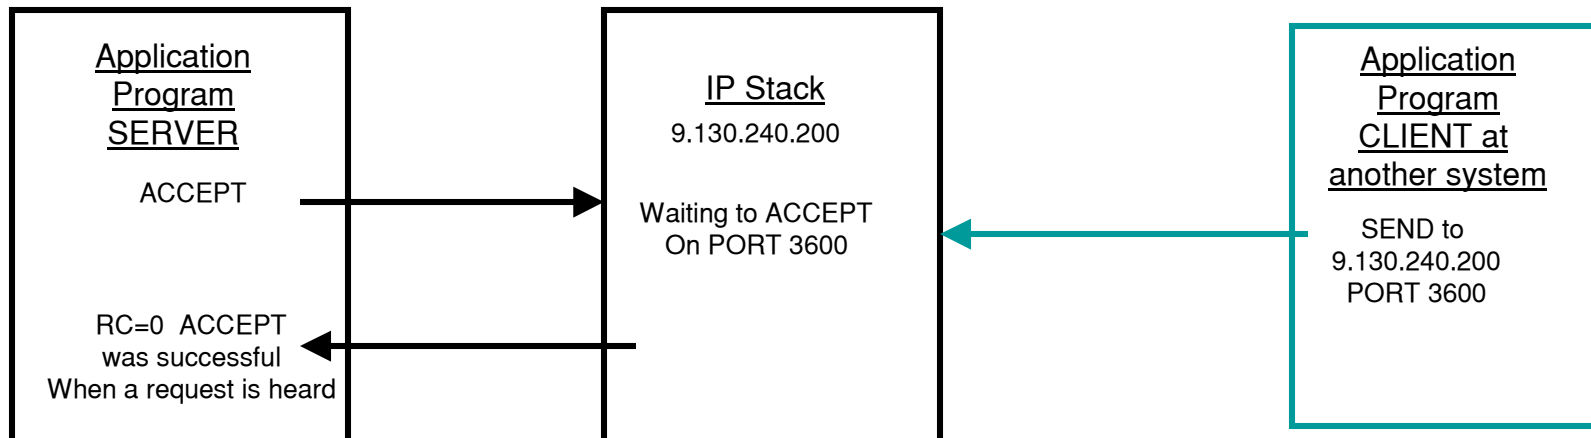 Application
Program
SERVER
ACCEPT
RC=0 ACCEPT
was successful
When a request is heard
IP Stack
9.130.240.200
Waiting to ACCEPT
On PORT 3600
Application
Program
CLIENT at
another system
SEND to
9.130.240.200
PORT 3600